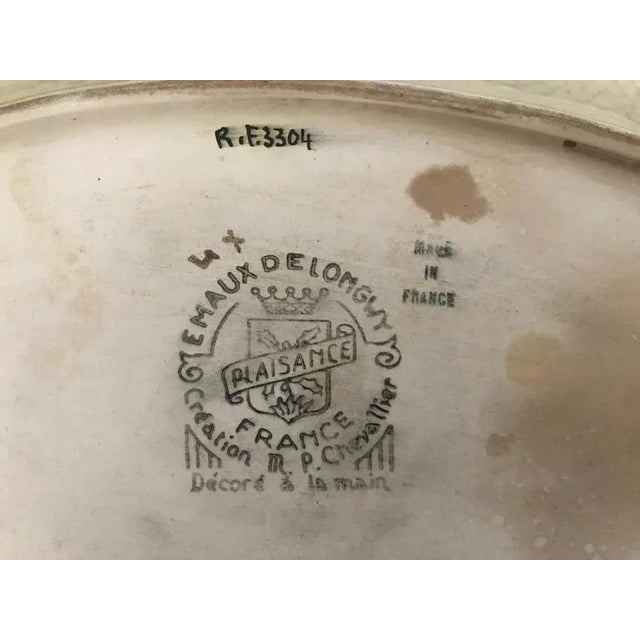 R.F.3304
4 X
MADE
IN
FRANCE
EMAUX DE LONGWY
PLAISANCE
FRANCE
Création M. P. Chevallier
Décoré à la main